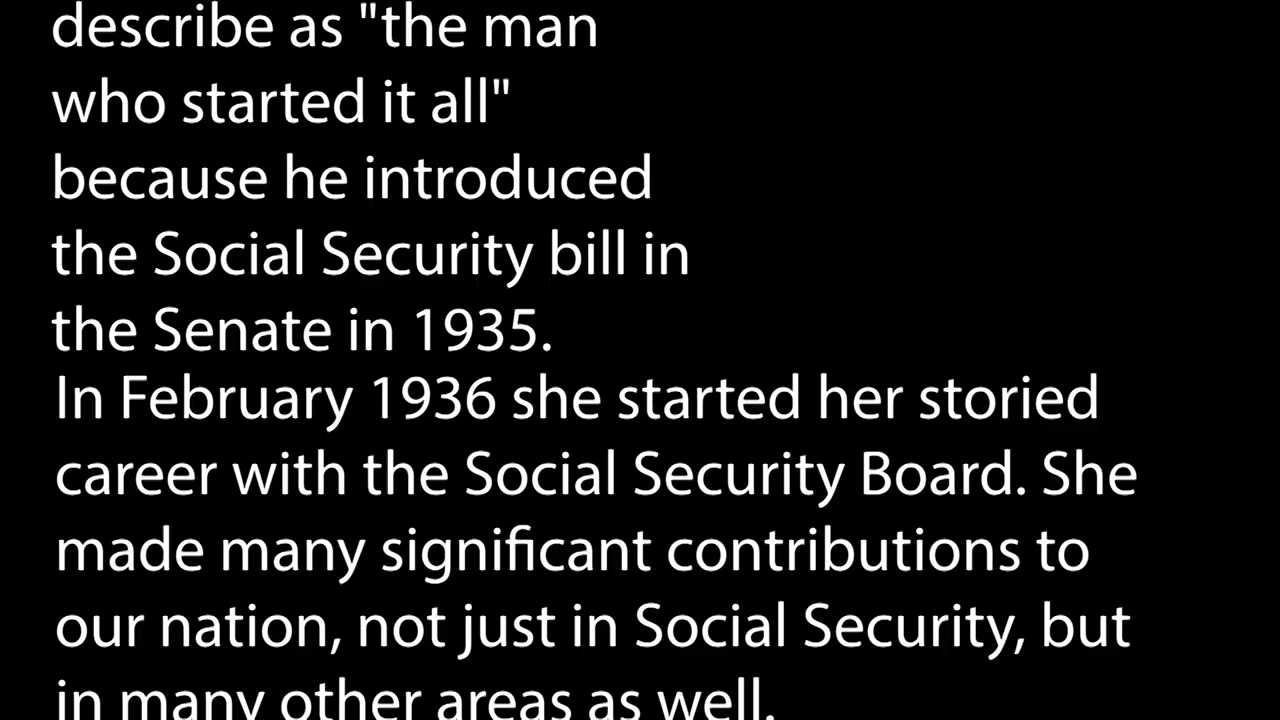 describe as "the man
who started it all"
because he introduced
the Social Security bill in
the Senate in 1935.
In February 1936 she started her storied
career with the Social Security Board. She
made many significant contributions to
our nation, not just in Social Security, but
in many other areas as well.